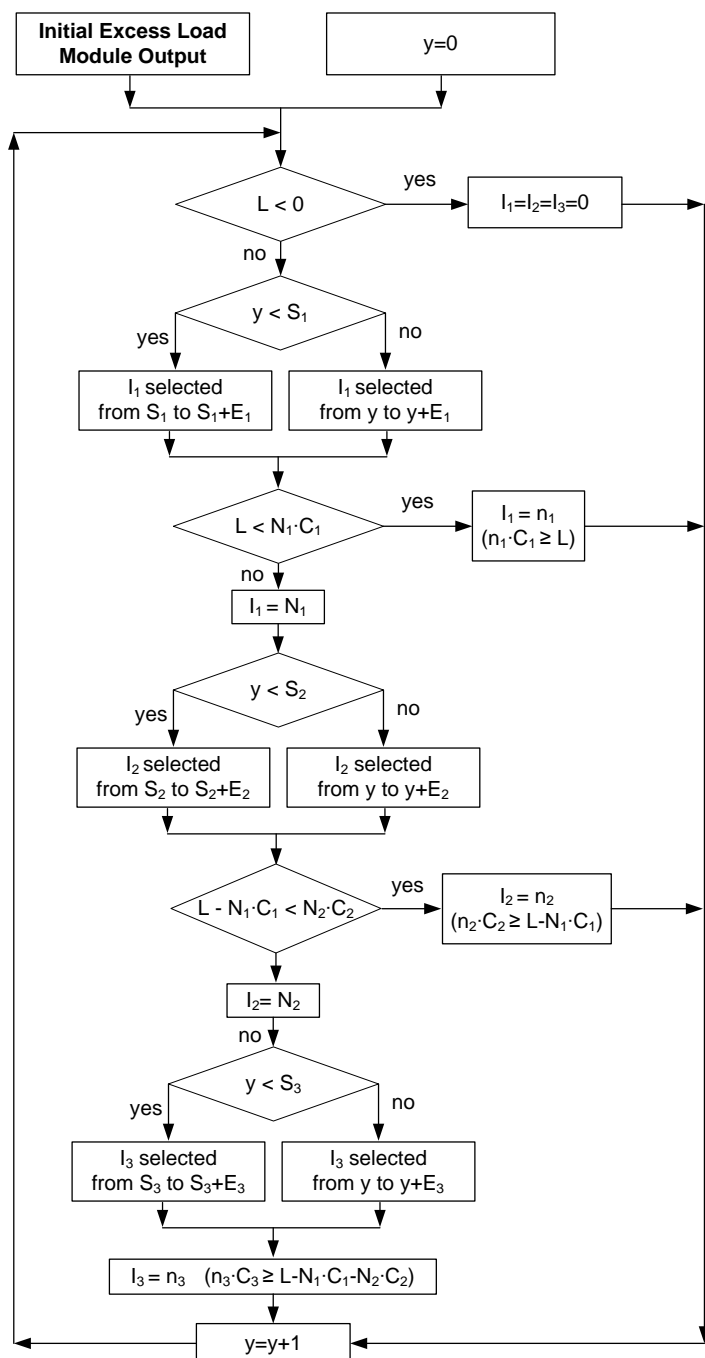 Initial Excess Load
Module Output
y=0
L < 0
yes
I₁=I₂=I₃=0
no
y < S₁
yes
no
I₁ selected
from S₁ to S₁+E₁
I₁ selected
from y to y+E₁
L < N₁·C₁
yes
I₁ = n₁
(n₁·C₁ ≥ L)
no
I₁ = N₁
y < S₂
yes
no
I₂ selected
from S₂ to S₂+E₂
I₂ selected
from y to y+E₂
L - N₁·C₁ < N₂·C₂
yes
I₂ = n₂
(n₂·C₂ ≥ L-N₁·C₁)
I₂= N₂
no
y < S₃
yes
no
I₃ selected
from S₃ to S₃+E₃
I₃ selected
from y to y+E₃
I₃ = n₃ (n₃·C₃ ≥ L-N₁·C₁-N₂·C₂)
y=y+1